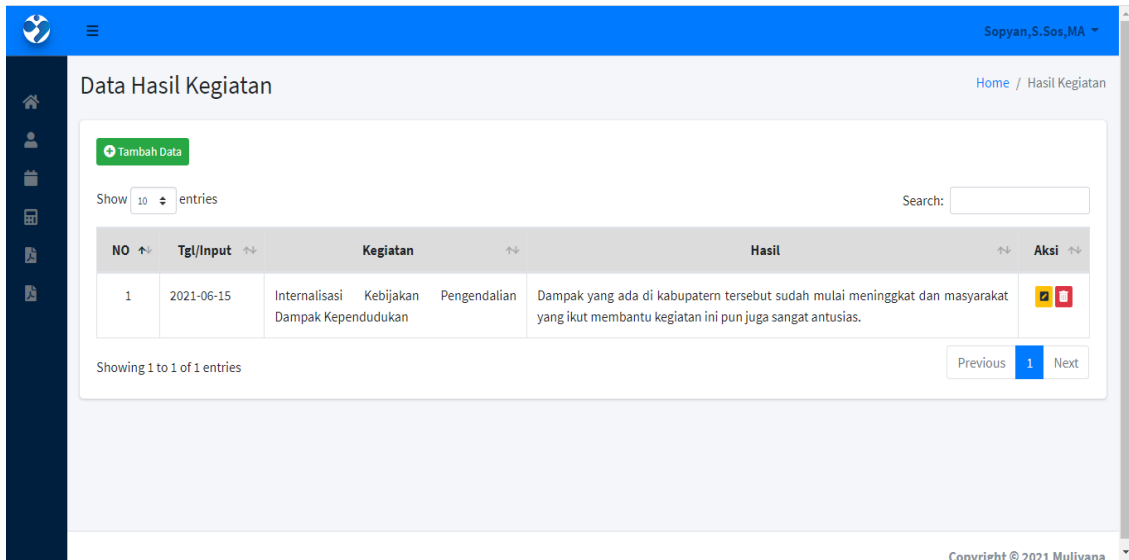 Sopyan,S.Sos,MA
Data Hasil Kegiatan
Home / Hasil Kegiatan
Tambah Data
Show 10 entries
Search:
NO Tgl/Input Kegiatan Hasil Aksi
1 2021-06-15 Internalisasi Kebijakan Pengendalian Dampak yang ada di kabupatern tersebut sudah mulai meninggkat dan masyarakat
Dampak Kependudukan yang ikut membantu kegiatan ini pun juga sangat antusias.
Showing 1 to 1 of 1 entries
Previous 1 Next
Copyright © 2021 Muliyana